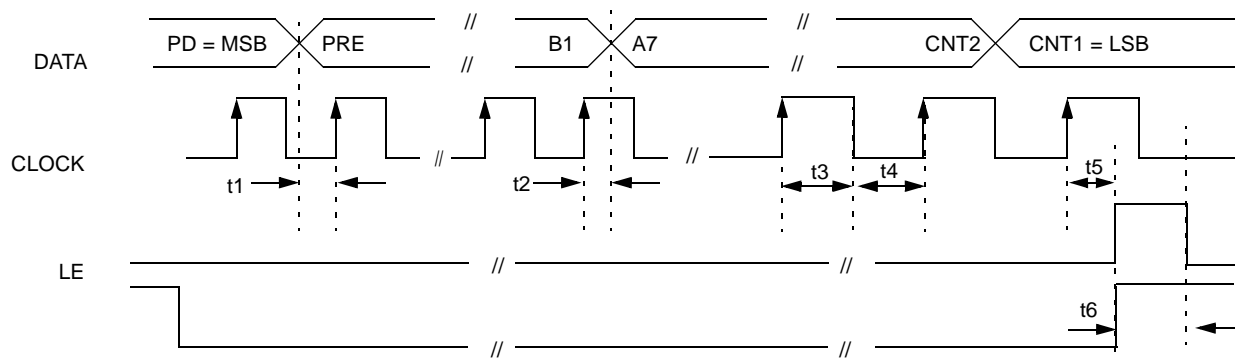 PD = MSB PRE // B1 A7 // CNT2 CNT1 = LSB
DATA // //
CLOCK // //
t1 t2 t3 t4 t5
LE // //
t6
// //